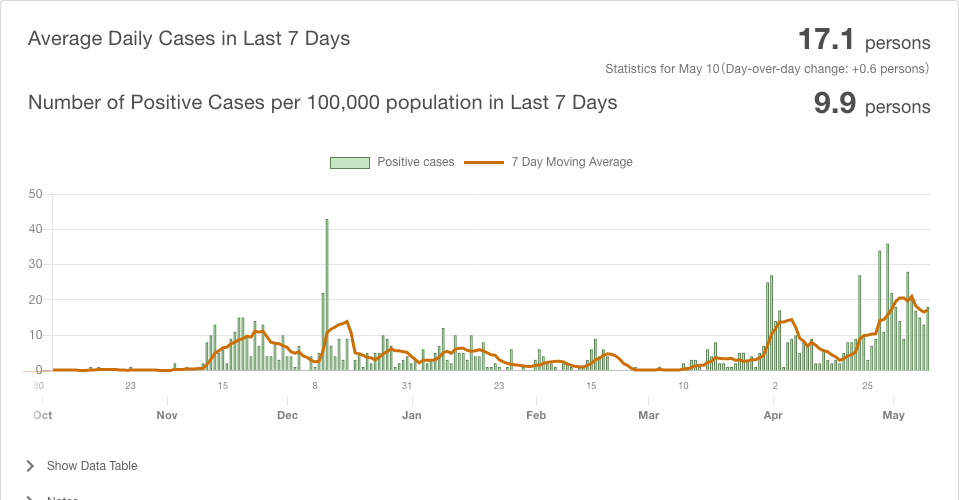 Average Daily Cases in Last 7 Days
17.1 persons
Statistics for May 10 (Day-over-day change: +0.6 persons)
Number of Positive Cases per 100,000 population in Last 7 Days
9.9 persons
Positive cases 7 Day Moving Average
50
40
30
20
10
0
30 23 15 8 31 23 15 10 2 25
Oct Nov Dec Jan Feb Mar Apr May
Show Data Table
Notes